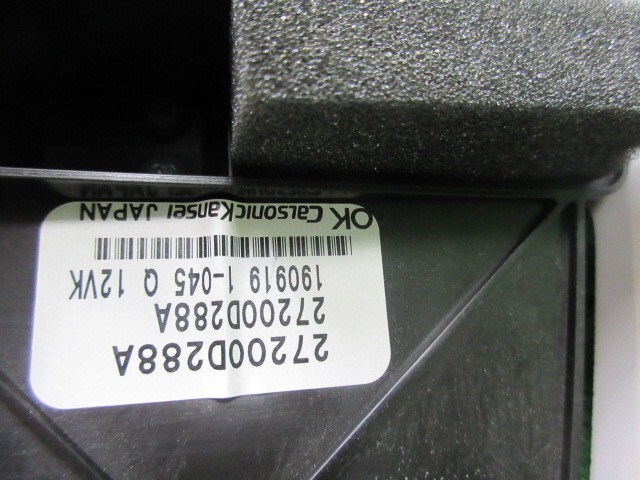 27200D288A
27200D288A
190919 1-045 Q 12VK
OK CalsonicKansei JAPAN